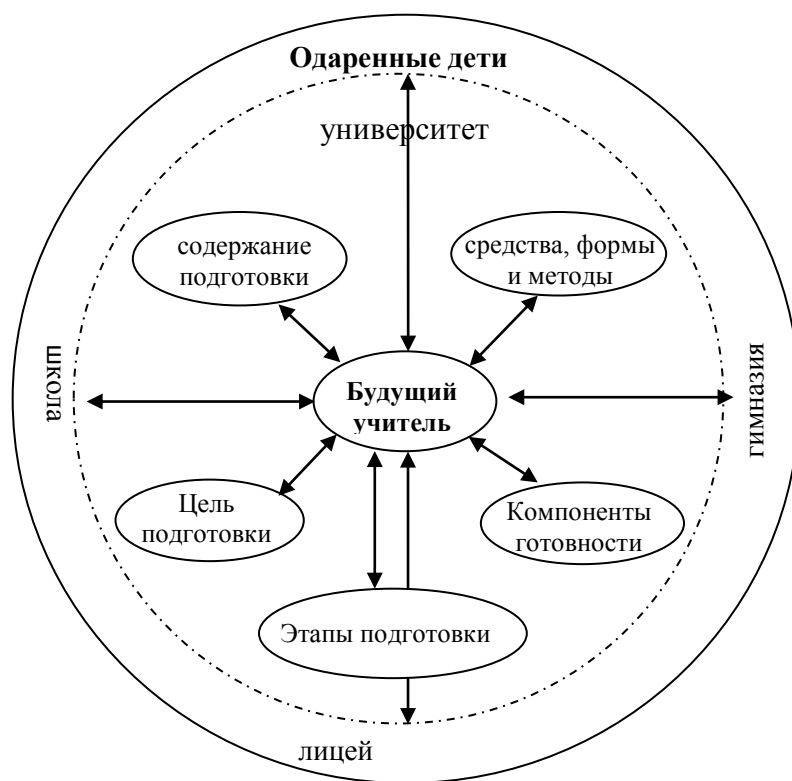 Одаренные дети
университет
содержание
подготовки
средства, формы
и методы
школа
Будущий
учитель
гимназия
Цель
подготовки
Компоненты
готовности
Этапы подготовки
лицей